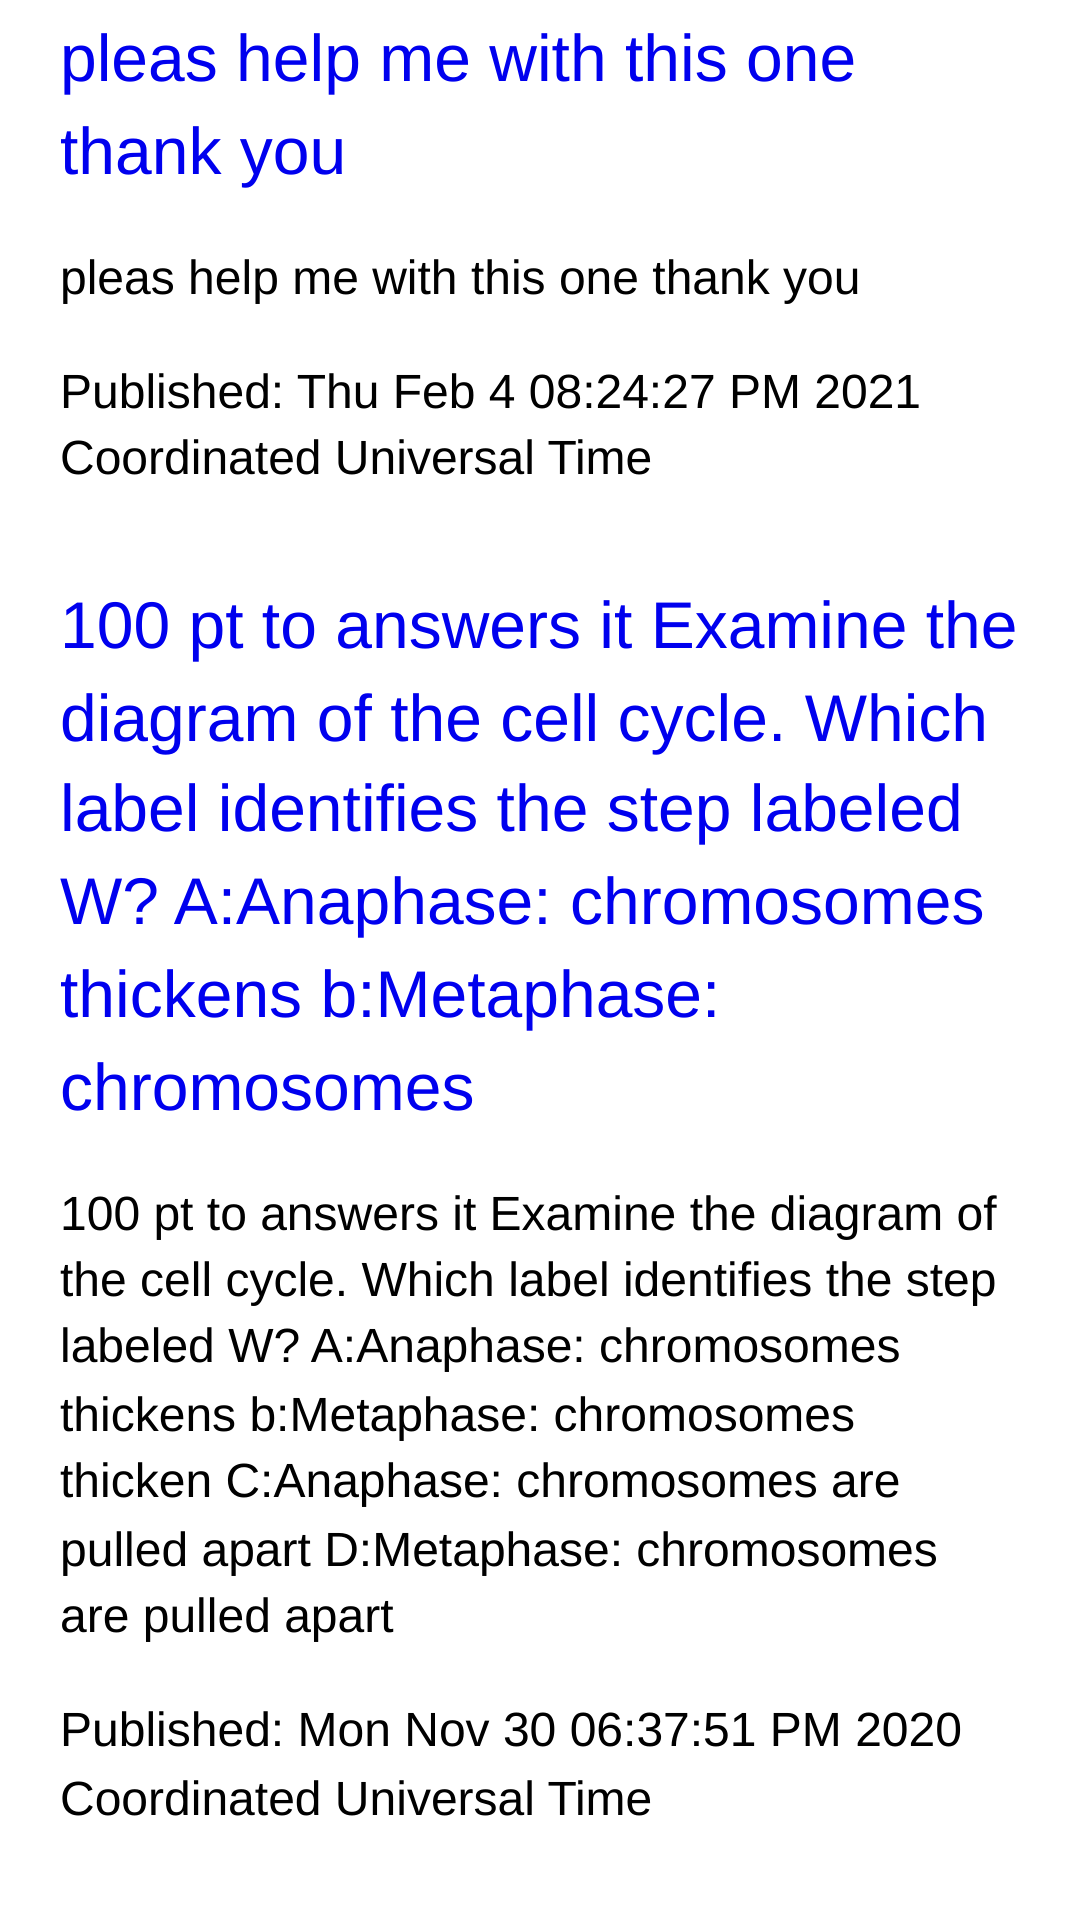 pleas help me with this one
thank you
pleas help me with this one thank you
Published: Thu Feb 4 08:24:27 PM 2021
Coordinated Universal Time
100 pt to answers it Examine the
diagram of the cell cycle. Which
label identifies the step labeled
W? A:Anaphase: chromosomes
thickens b:Metaphase:
chromosomes
100 pt to answers it Examine the diagram of
the cell cycle. Which label identifies the step
labeled W? A:Anaphase: chromosomes
thickens b:Metaphase: chromosomes
thicken C:Anaphase: chromosomes are
pulled apart D:Metaphase: chromosomes
are pulled apart
Published: Mon Nov 30 06:37:51 PM 2020
Coordinated Universal Time